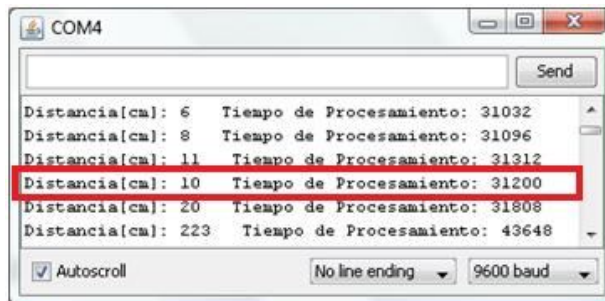 COM4
Send
Distancia[cm]: 6 Tiempo de Procesamiento: 31032
Distancia[cm]: 8 Tiempo de Procesamiento: 31096
Distancia[cm]: 11 Tiempo de Procesamiento: 31312
Distancia[cm]: 10 Tiempo de Procesamiento: 31200
Distancia[cm]: 20 Tiempo de Procesamiento: 31808
Distancia[cm]: 223 Tiempo de Procesamiento: 43648
Autoscroll No line ending 9600 baud